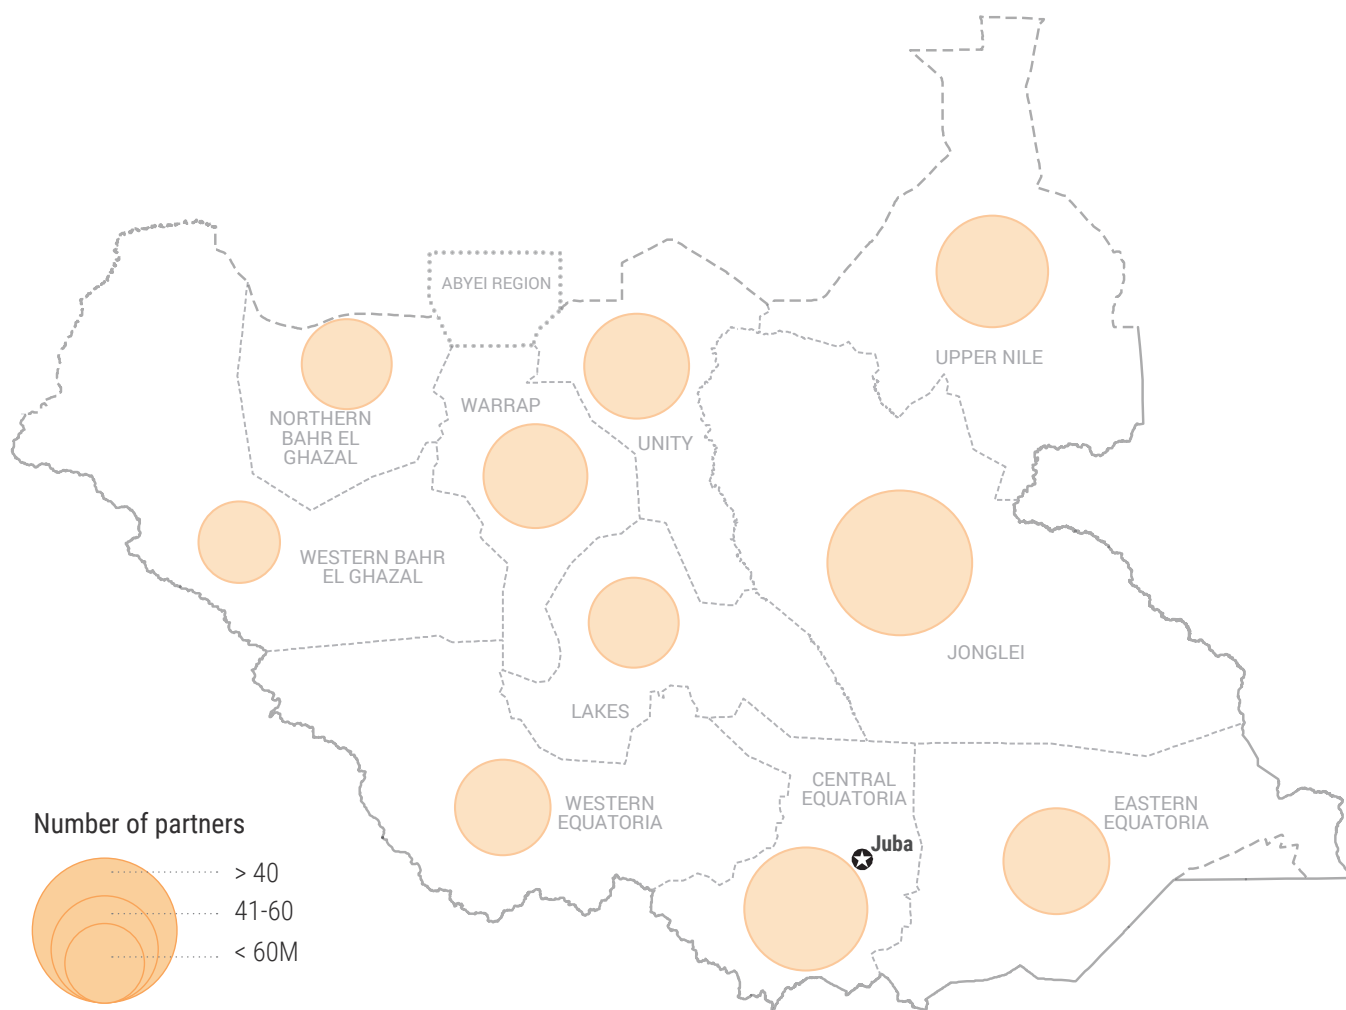 ABYEI REGION
UPPER NILE
WARRAP
NORTHERN
BAHR EL
GHAZAL
UNITY
WESTERN BAHR
EL GHAZAL
JONGLEI
LAKES
CENTRAL
EQUATORIA
WESTERN
EQUATORIA
EASTERN
EQUATORIA
Juba
Number of partners
> 40
41-60
< 60M